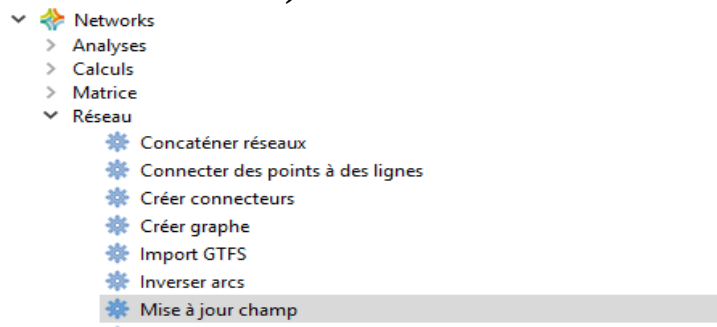 Networks
Analyses
Calculs
Matrice
Réseau
Concaténer réseaux
Connecter des points à des lignes
Créer connecteurs
Créer graphe
Import GTFS
Inverser arcs
Mise à jour champ